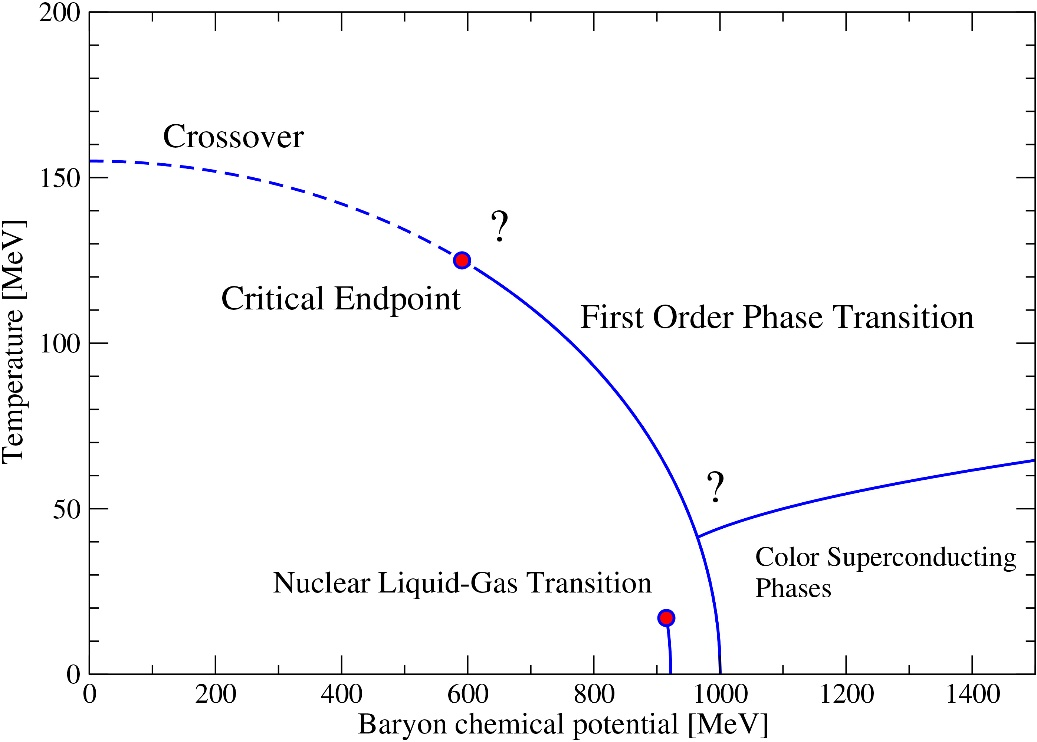 200
Crossover
150
?
Critical Endpoint
First Order Phase Transition
100
Temperature [MeV]
?
50
Color Superconducting
Phases
Nuclear Liquid-Gas Transition
0
0 200 400 600 800 1000 1200 1400
Baryon chemical potential [MeV]